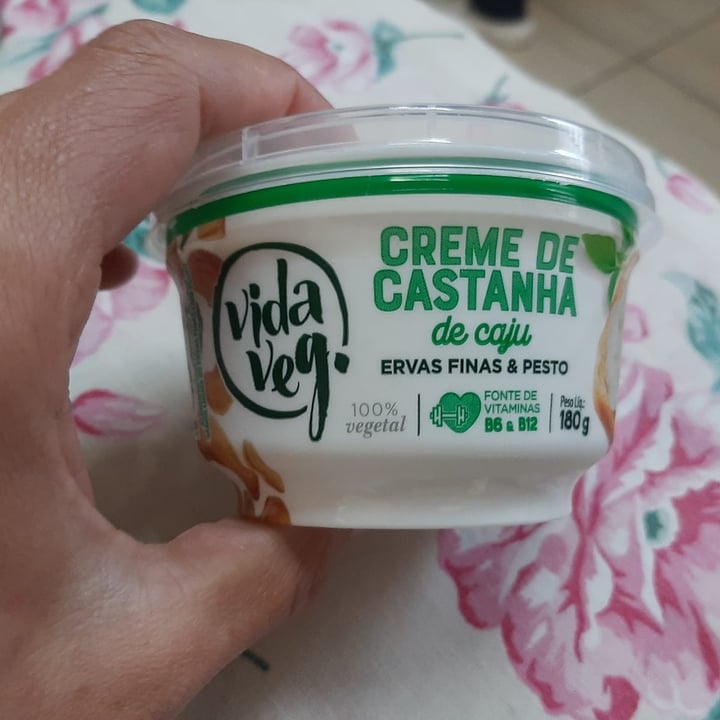 vida
veg.
CREME DE
CASTANHA
de caju
ERVAS FINAS & PESTO
100%
vegetal
FONTE DE
VITAMINAS
B6 & B12
Peso Líq.:
180g